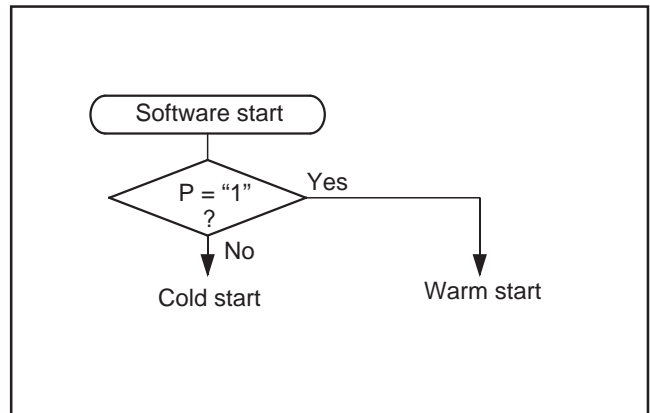 Software start
P = “1”
?
Yes
No
Cold start
Warm start